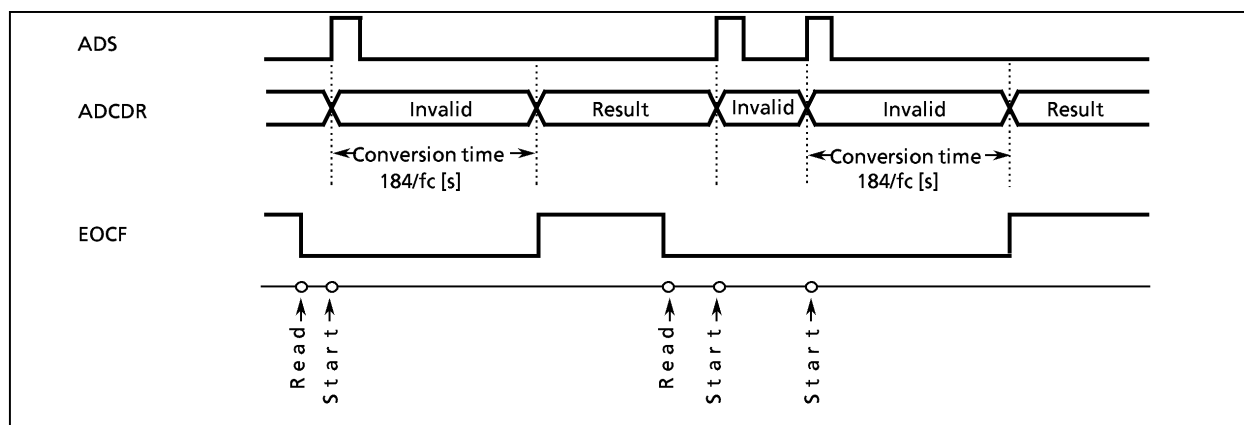 ADS
ADCDR
Invalid
Result
Invalid
Invalid
Result
Conversion time
184/fc [s]
Conversion time
184/fc [s]
EOCF
Read
Start
Read
Start
Start